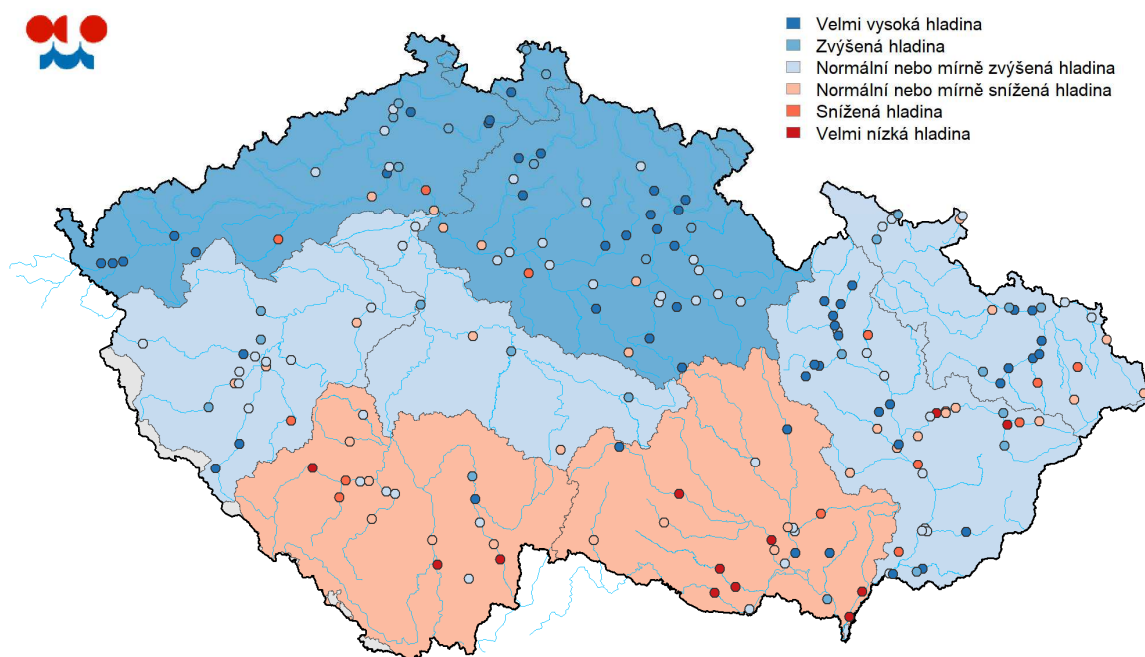 Velmi vysoká hladina
Zvýšená hladina
Normální nebo mírně zvýšená hladina
Normální nebo mírně snížená hladina
Snížená hladina
Velmi nízká hladina